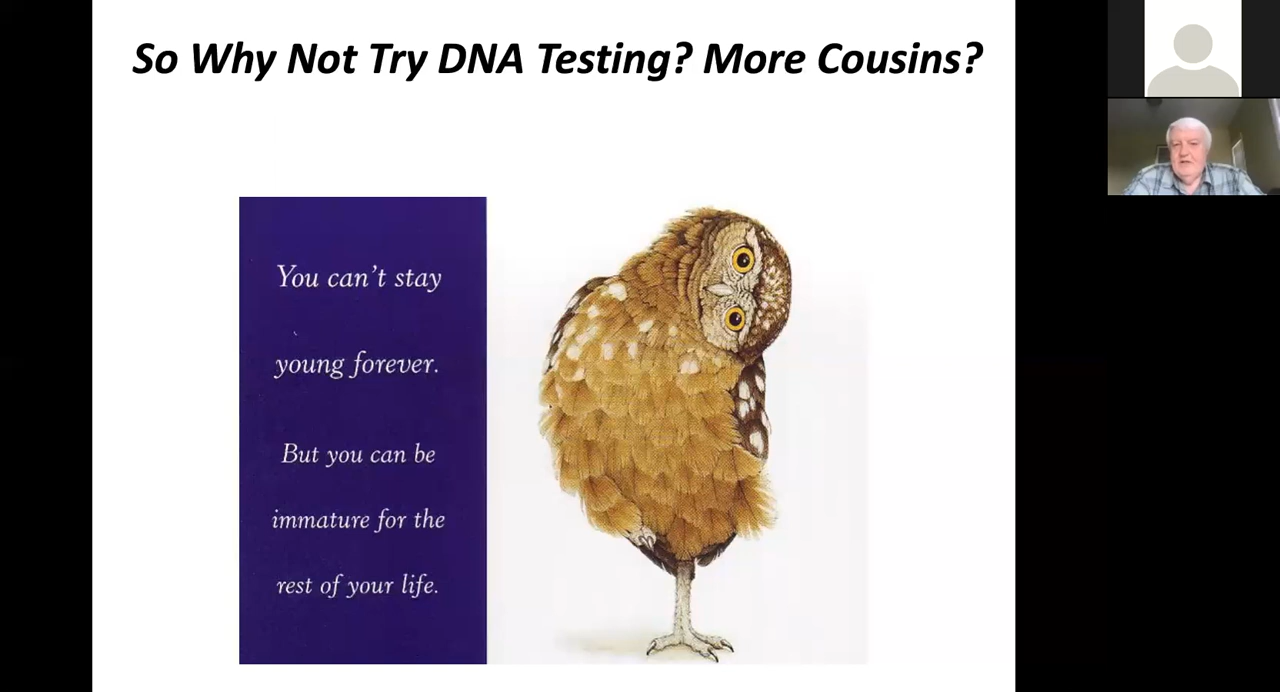 So Why Not Try DNA Testing? More Cousins?
You can't stay
young forever.
But you can be
immature for the
rest of your life.